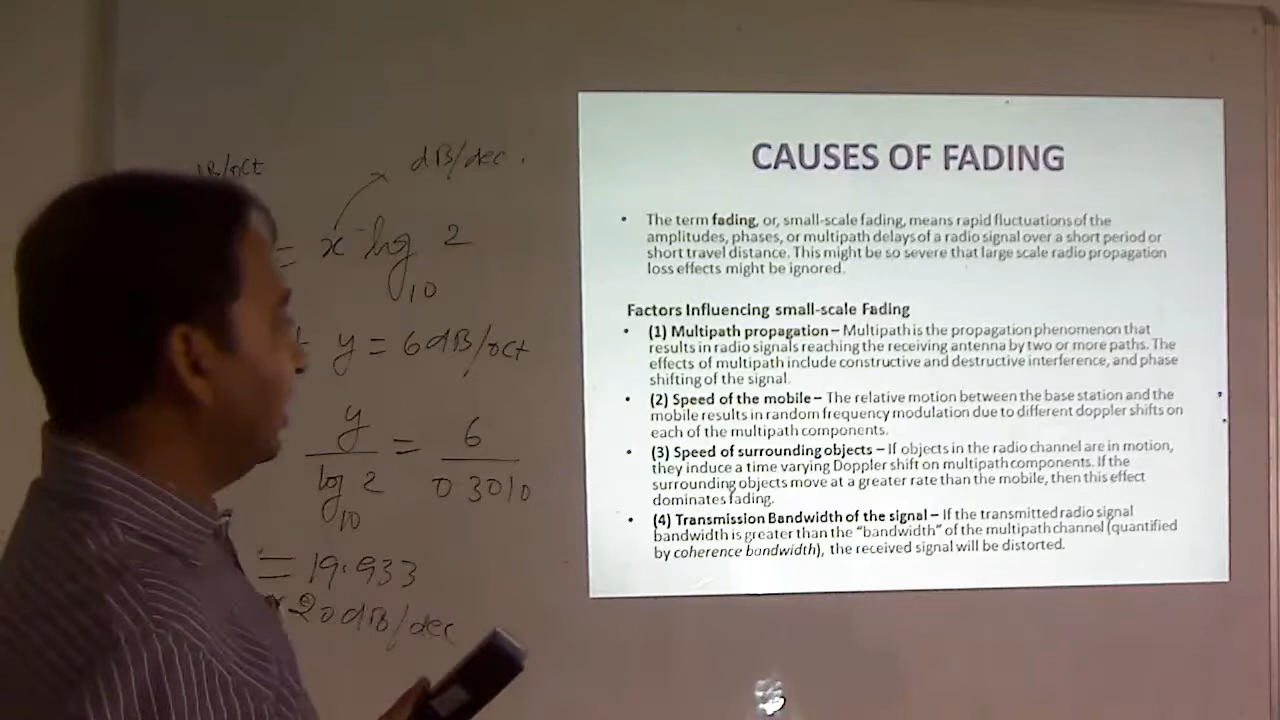 dB/oct
dB/dec.
= x log 2
10
y = 6dB/oct
y
log 2
10
=
6
0 3010
= 19.933
20dB/dec
CAUSES OF FADING
• The term fading, or, small-scale fading, means rapid fluctuations of the
amplitudes, phases, or multipath delays of a radio signal over a short period or
short travel distance. This might be so severe that large scale radio propagation
loss effects might be ignored.
Factors Influencing small-scale Fading
• (1) Multipath propagation – Multipath is the propagation phenomenon that
results in radio signals reaching the receiving antenna by two or more paths. The
effects of multipath include constructive and destructive interference, and phase
shifting of the signal.
• (2) Speed of the mobile – The relative motion between the base station and the
mobile results in random frequency modulation due to different doppler shifts on
each of the multipath components.
• (3) Speed of surrounding objects – If objects in the radio channel are in motion,
they induce a time varying Doppler shift on multipath components. If the
surrounding objects move at a greater rate than the mobile, then this effect
dominates fading.
• (4) Transmission Bandwidth of the signal – If the transmitted radio signal
bandwidth is greater than the “bandwidth” of the multipath channel (quantified
by coherence bandwidth), the received signal will be distorted.